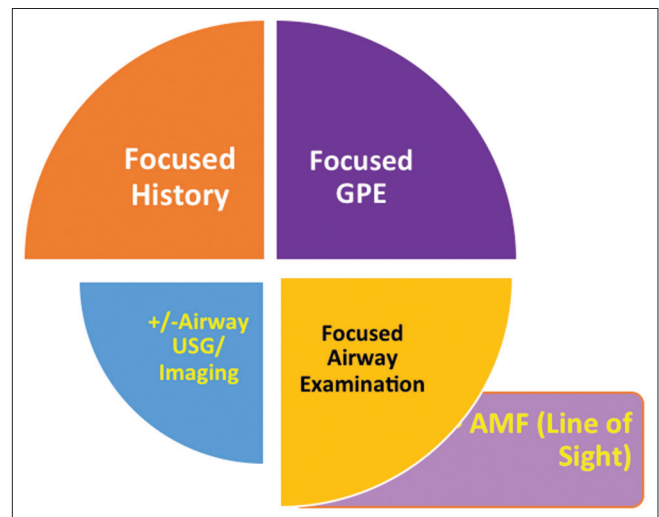 Focused
History
Focused
GPE
+/-Airway
USG/
Imaging
Focused
Airway
Examination
AMF (Line of
Sight)